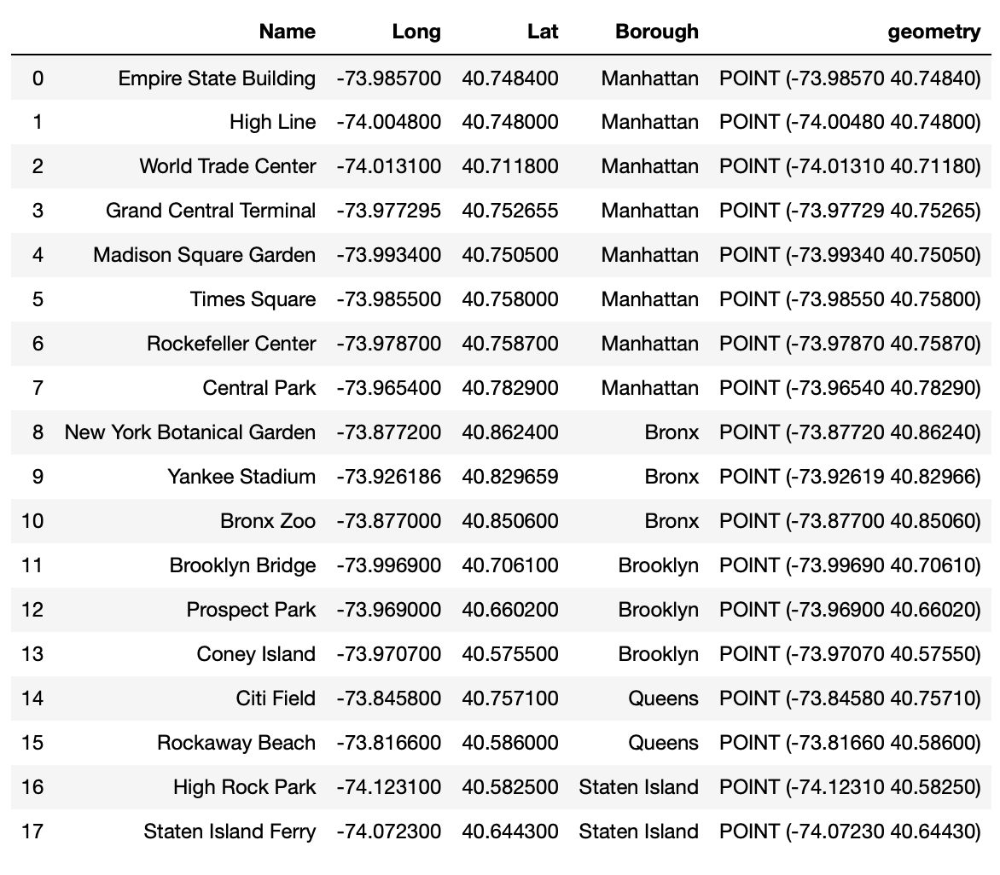 Name Long Lat Borough geometry
0 Empire State Building -73.985700 40.748400 Manhattan POINT (-73.98570 40.74840)
1 High Line -74.004800 40.748000 Manhattan POINT (-74.00480 40.74800)
2 World Trade Center -74.013100 40.711800 Manhattan POINT (-74.01310 40.71180)
3 Grand Central Terminal -73.977295 40.752655 Manhattan POINT (-73.97729 40.75265)
4 Madison Square Garden -73.993400 40.750500 Manhattan POINT (-73.99340 40.75050)
5 Times Square -73.985500 40.758000 Manhattan POINT (-73.98550 40.75800)
6 Rockefeller Center -73.978700 40.758700 Manhattan POINT (-73.97870 40.75870)
7 Central Park -73.965400 40.782900 Manhattan POINT (-73.96540 40.78290)
8 New York Botanical Garden -73.877200 40.862400 Bronx POINT (-73.87720 40.86240)
9 Yankee Stadium -73.926186 40.829659 Bronx POINT (-73.92619 40.82966)
10 Bronx Zoo -73.877000 40.850600 Bronx POINT (-73.87700 40.85060)
11 Brooklyn Bridge -73.996900 40.706100 Brooklyn POINT (-73.99690 40.70610)
12 Prospect Park -73.969000 40.660200 Brooklyn POINT (-73.96900 40.66020)
13 Coney Island -73.970700 40.575500 Brooklyn POINT (-73.97070 40.57550)
14 Citi Field -73.845800 40.757100 Queens POINT (-73.84580 40.75710)
15 Rockaway Beach -73.816600 40.586000 Queens POINT (-73.81660 40.58600)
16 High Rock Park -74.123100 40.582500 Staten Island POINT (-74.12310 40.58250)
17 Staten Island Ferry -74.072300 40.644300 Staten Island POINT (-74.07230 40.64430)